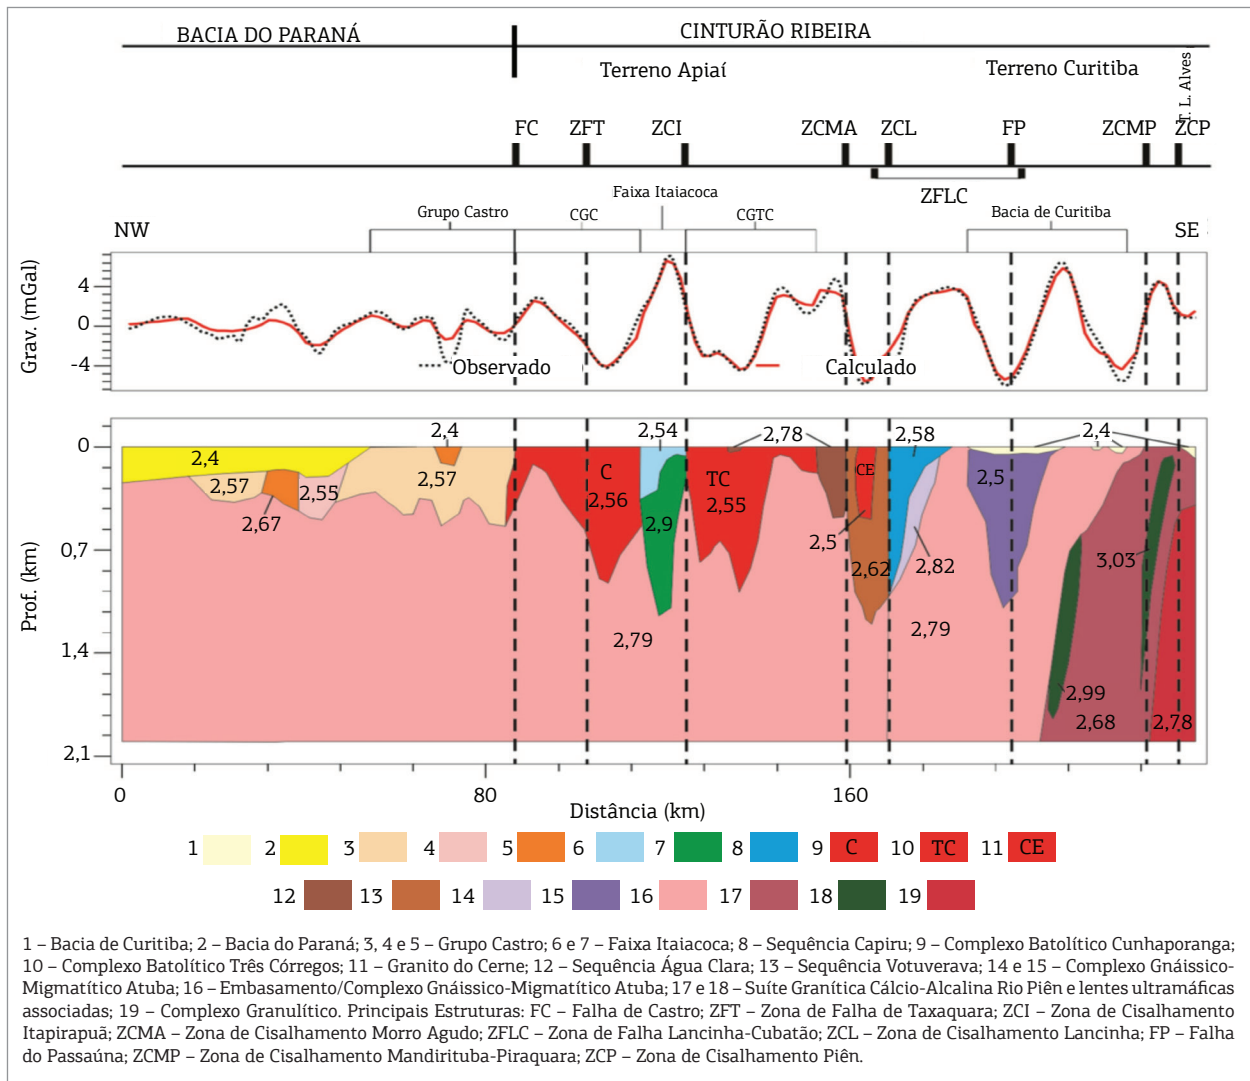 BACIA DO PARANÁ
CINTURÃO RIBEIRA
Terreno Apiaí
Terreno Curitiba
T. L. Alves
FC ZFT ZCI ZCMA ZCL FP ZCMP ZCP
ZFLC
Faixa Itaiacoca
Grupo Castro
CGC
CGTC
Bacia de Curitiba
NW
SE
Grav. (mGal)
4
0
-4
Observado
Calculado
Prof. (km)
0
0,7
1,4
2,1
2,4
2,4
2,54
2,78
2,58
2,4
2,57
2,55
2,57
2,67
C
2,56
2,9
TC
2,55
CE
2,5
2,62
2,82
2,5
3,03
2,79
2,79
2,99
2,68
2,78
0
80
160
Distância (km)
1 2 3 4 5 6 7 8 9 C 10 TC 11 CE
12 13 14 15 16 17 18 19
1 – Bacia de Curitiba; 2 – Bacia do Paraná; 3, 4 e 5 – Grupo Castro; 6 e 7 – Faixa Itaiacoca; 8 – Sequência Capiru; 9 – Complexo Batolítico Cunhaporanga;
10 – Complexo Batolítico Três Córregos; 11 – Granito do Cerne; 12 – Sequência Água Clara; 13 – Sequência Votuverava; 14 e 15 – Complexo Gnáissico-
Migmatítico Atuba; 16 – Embasamento/Complexo Gnáissico-Migmatítico Atuba; 17 e 18 – Suíte Granítica Cálcio-Alcalina Rio Piên e lentes ultramáficas
associadas; 19 – Complexo Granulítico. Principais Estruturas: FC – Falha de Castro; ZFT – Zona de Falha de Taxaquara; ZCI – Zona de Cisalhamento
Itapirapuã; ZCMA – Zona de Cisalhamento Morro Agudo; ZFLC – Zona de Falha Lancinha-Cubatão; ZCL – Zona de Cisalhamento Lancinha; FP – Falha
do Passaúna; ZCMP – Zona de Cisalhamento Mandirituba-Piraquara; ZCP – Zona de Cisalhamento Piên.